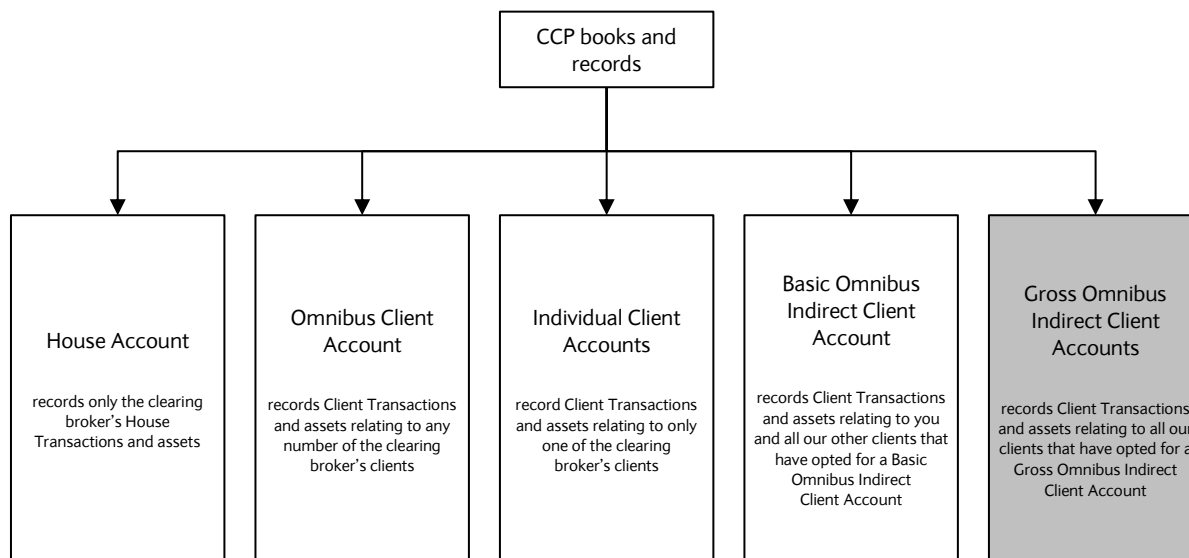 CCP books and
records
House Account
records only the clearing
broker’s House
Transactions and assets
Omnibus Client
Account
records Client Transactions
and assets relating to any
number of the clearing
broker’s clients
Individual Client
Accounts
record Client Transactions
and assets relating to only
one of the clearing
broker’s clients
Basic Omnibus
Indirect Client
Account
records Client Transactions
and assets relating to you
and all our other clients that
have opted for a Basic
Omnibus Indirect
Client Account
Gross Omnibus
Indirect Client
Accounts
records Client Transactions
and assets relating to all our
clients that have opted for a
Gross Omnibus Indirect
Client Account